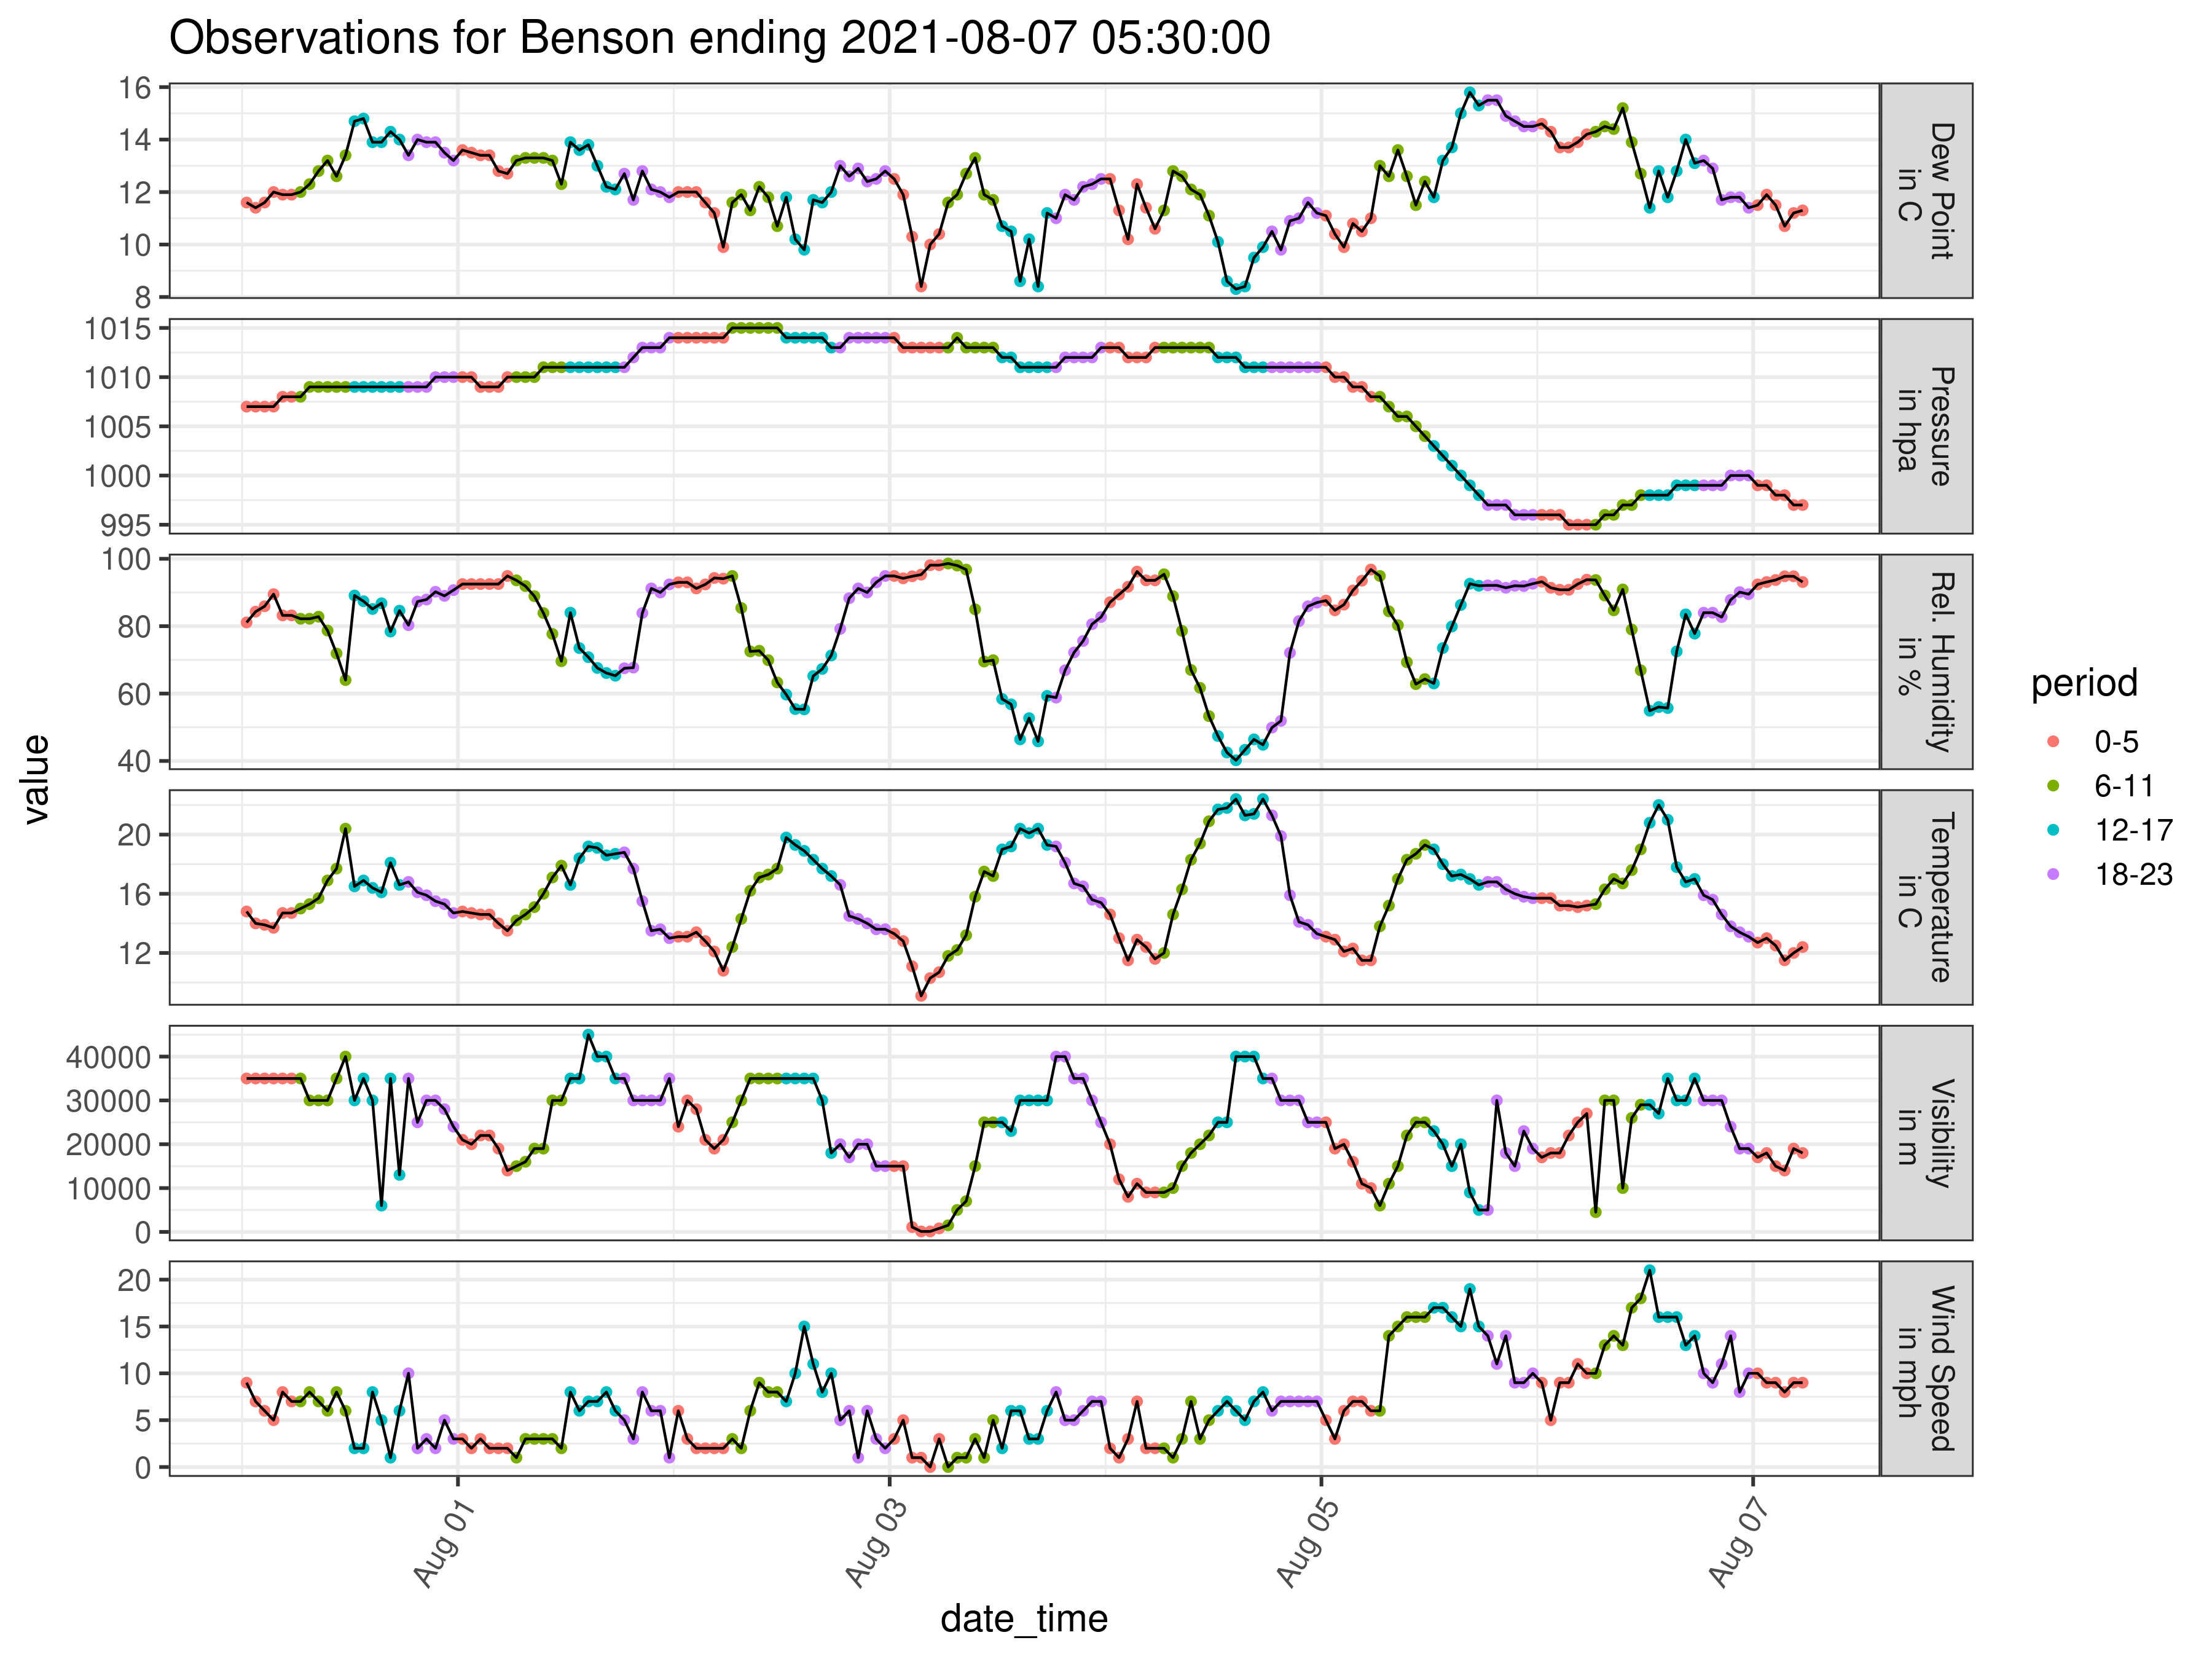 Observations for Benson ending 2021-08-07 05:30:00
16
14
12
10
8
Dew Point
in C
1015
1010
1005
1000
995
Pressure
in hpa
100
80
60
40
Rel. Humidity
in %
20
16
12
Temperature
in C
40000
30000
20000
10000
0
Visibility
in m
20
15
10
5
0
Wind Speed
in mph
value
Aug 01
Aug 03
Aug 05
Aug 07
date_time
period
0-5
6-11
12-17
18-23